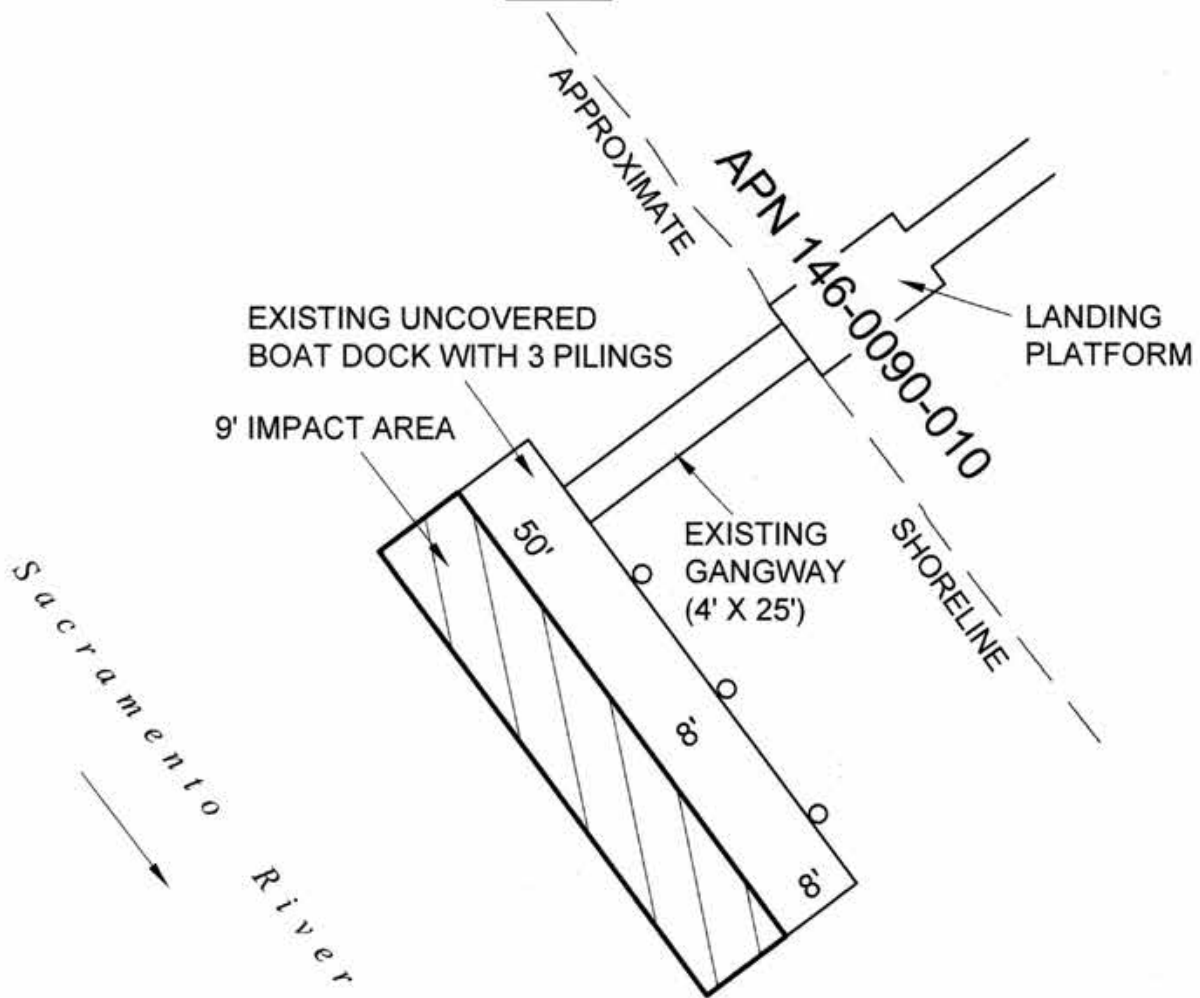 APPROXIMATE
SHORELINE
APN 146-0090-010
LANDING
PLATFORM
EXISTING UNCOVERED
BOAT DOCK WITH 3 PILINGS
9' IMPACT AREA
EXISTING
GANGWAY
(4' X 25')
50'
8'
8'
Sacramento River